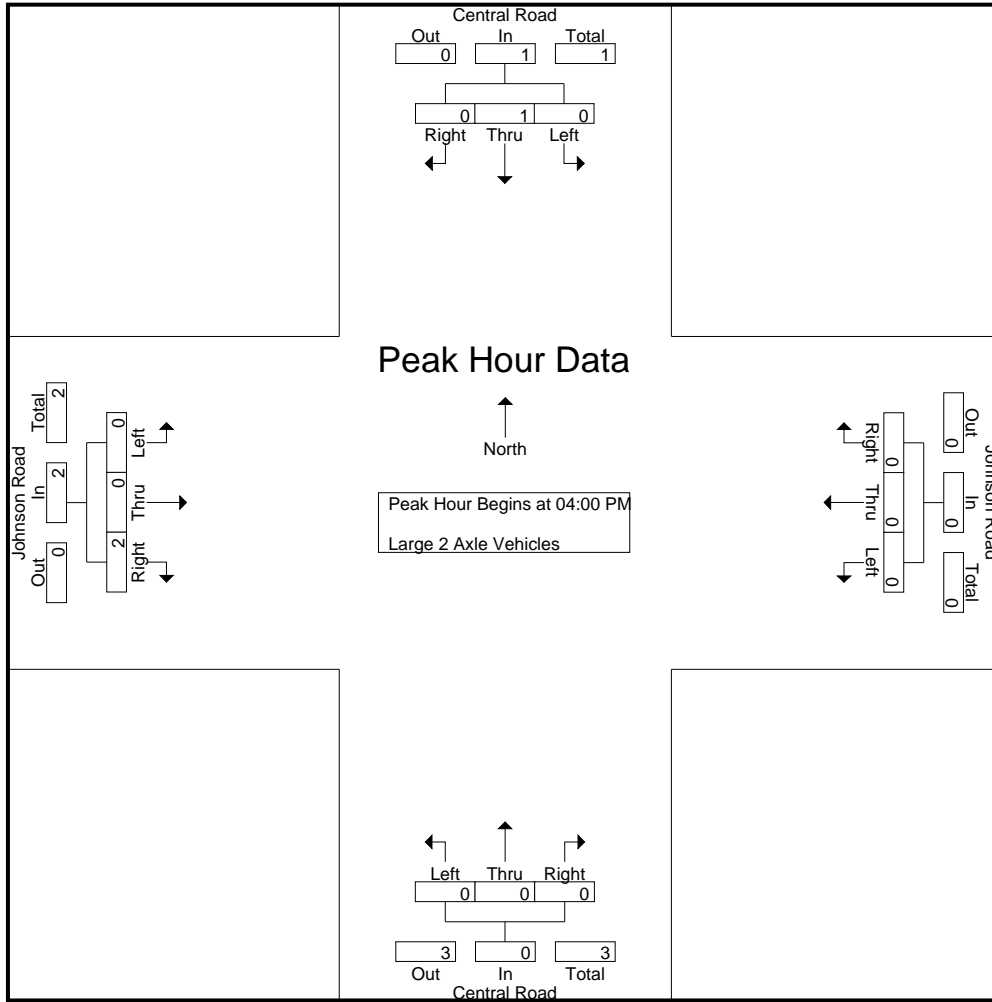 Central Road
Out In Total
0 1 1
0 1 0
Right Thru Left
Peak Hour Data
North
Peak Hour Begins at 04:00 PM
Large 2 Axle Vehicles
Johnson Road
Out In Total
0 2 2
Right Thru Left
2 0 0
Johnson Road
Out In Total
0 0 0
Right Thru Left
0 0 0
Left Thru Right
0 0 0
3 0 3
Out In Total
Central Road